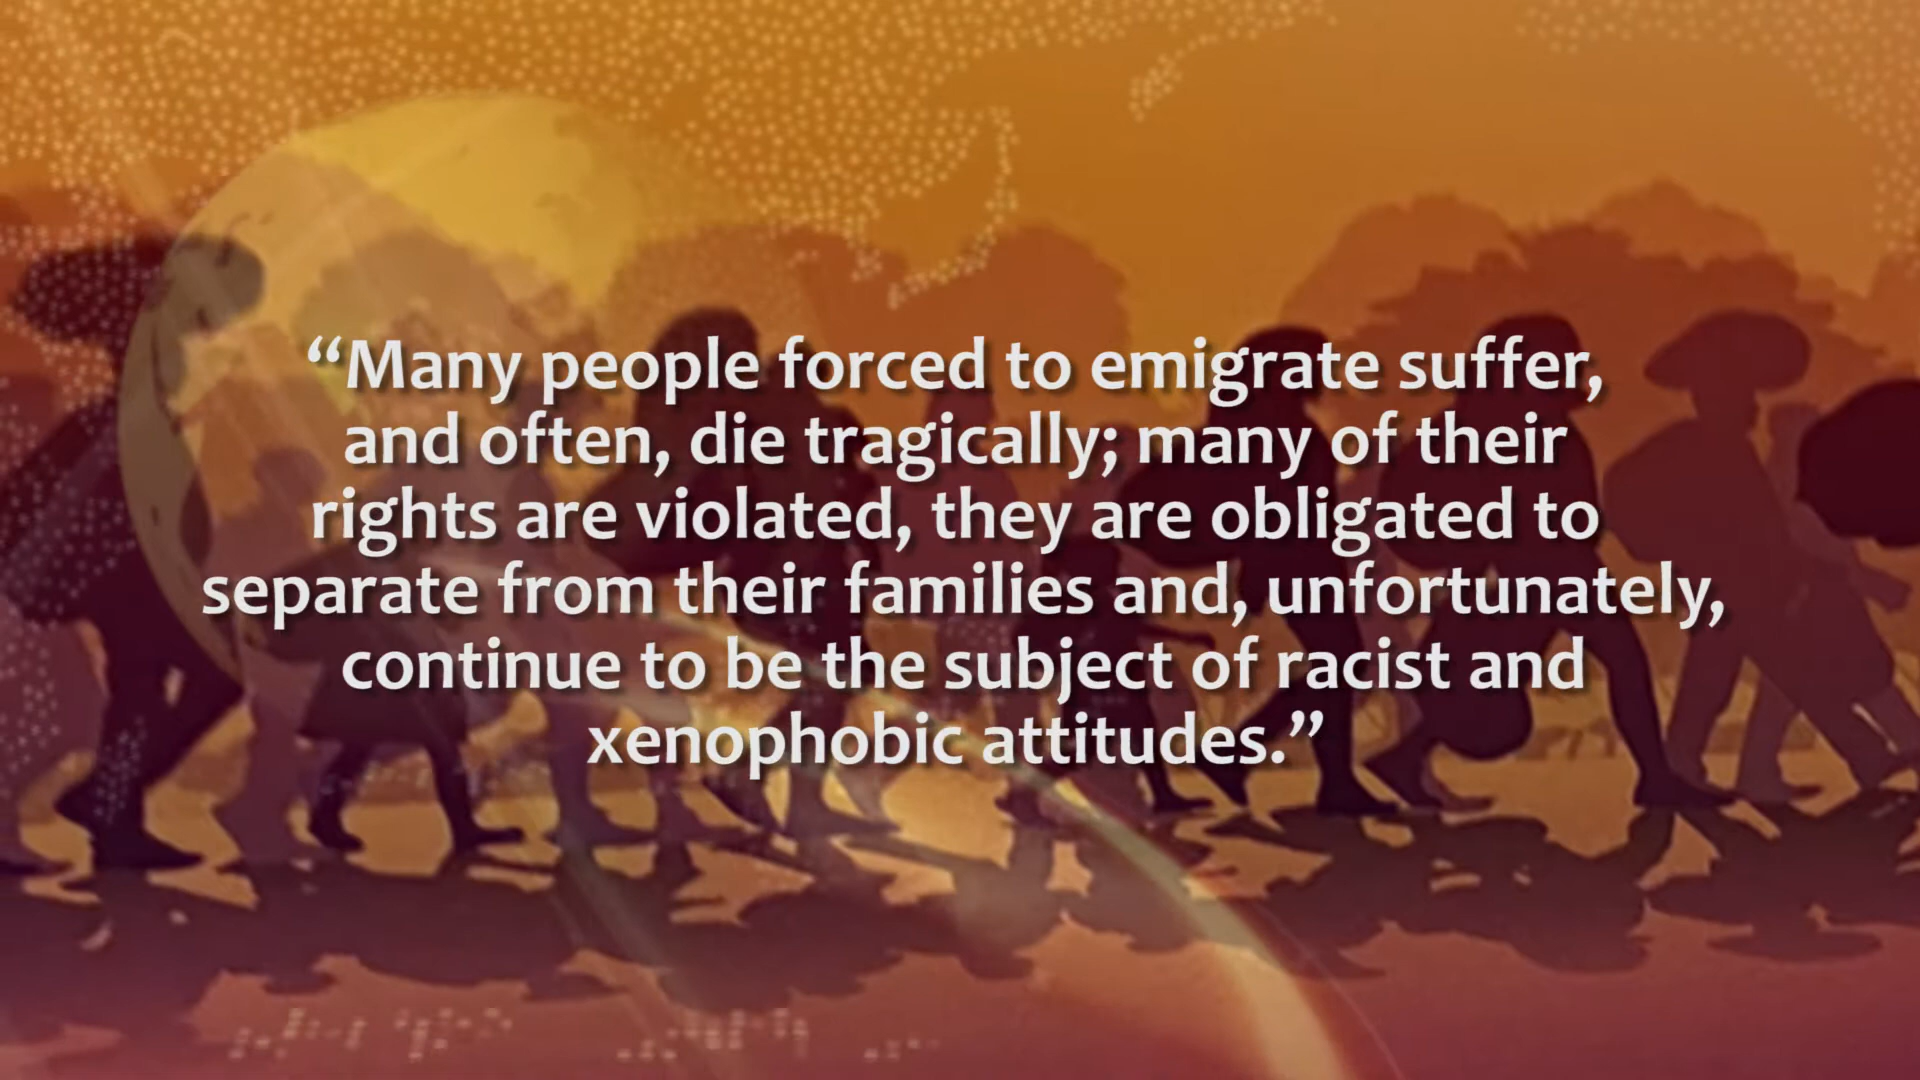 “Many people forced to emigrate suffer,
and often, die tragically; many of their
rights are violated, they are obligated to
separate from their families and, unfortunately,
continue to be the subject of racist and
xenophobic attitudes.”